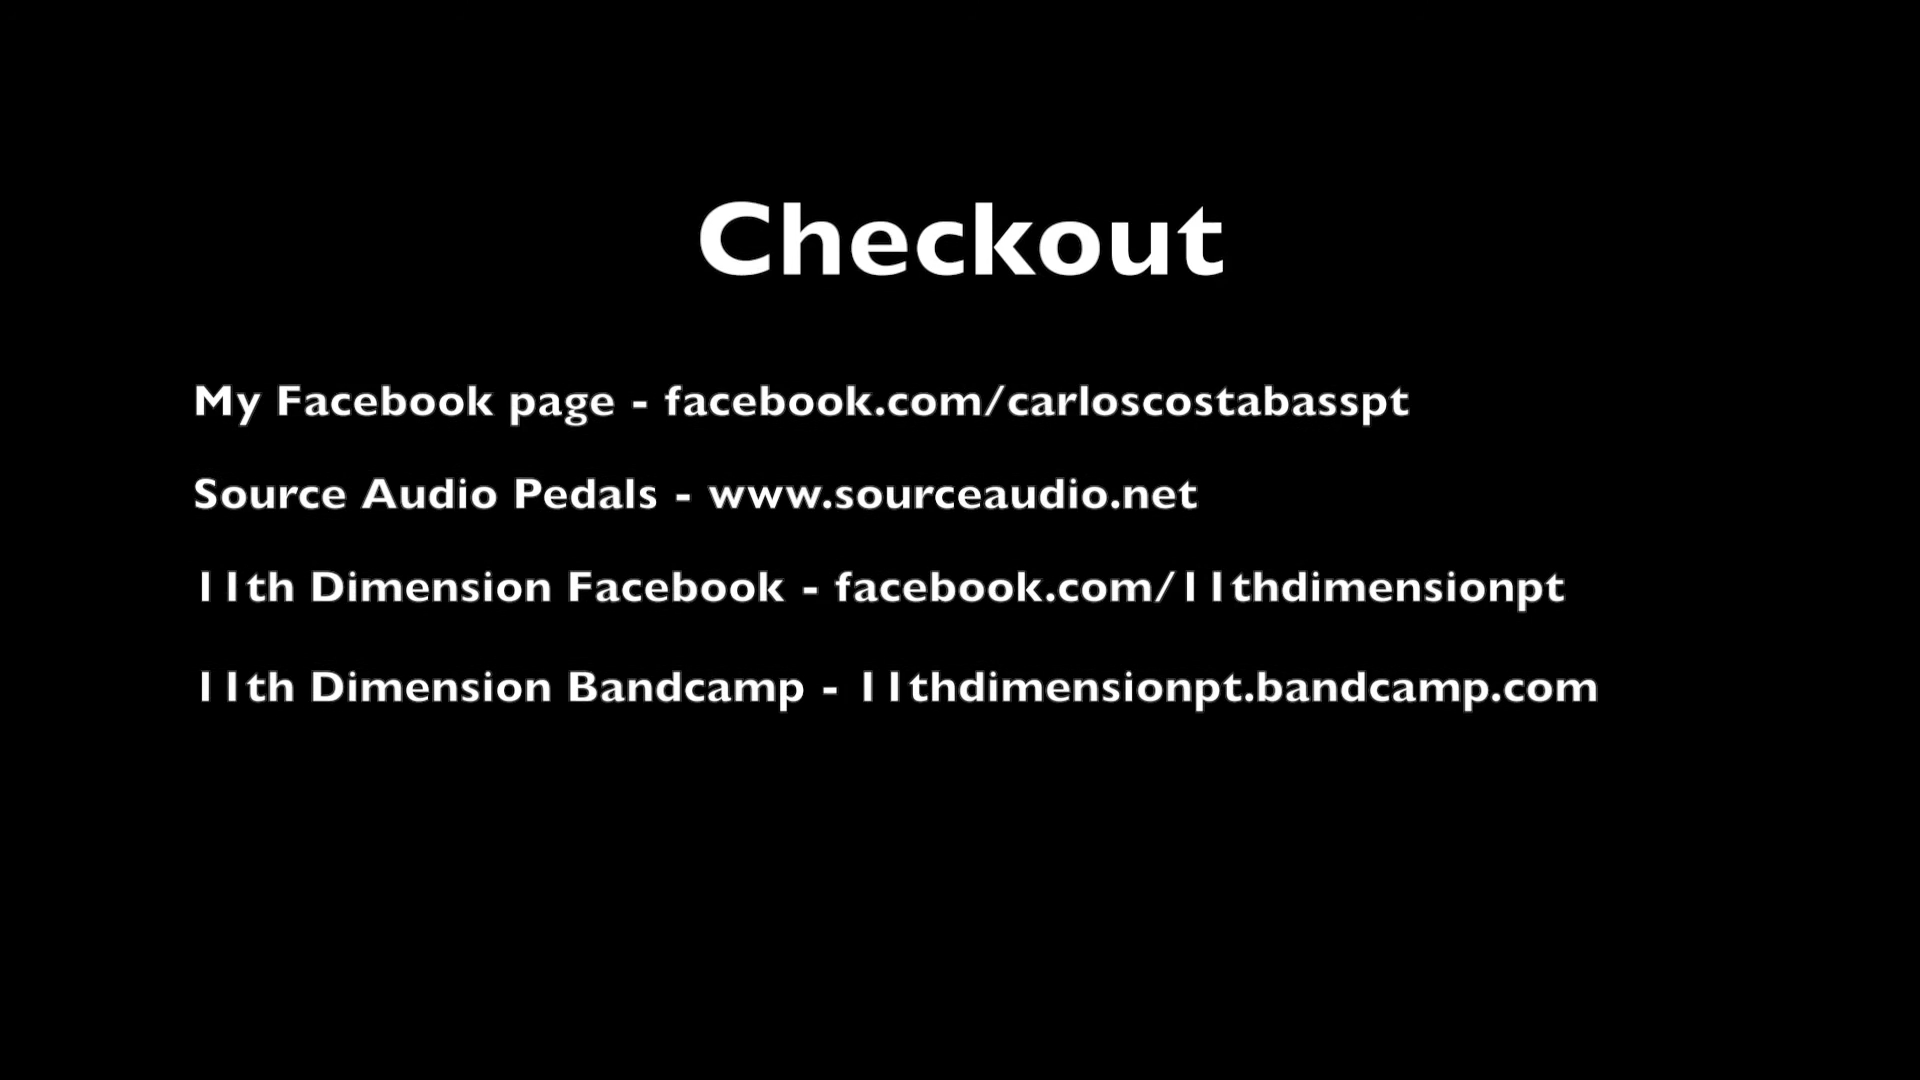 Checkout
My Facebook page - facebook.com/carloscostabasspt
Source Audio Pedals - www.sourceaudio.net
11th Dimension Facebook - facebook.com/11thdimensionpt
11th Dimension Bandcamp - 11thdimensionpt.bandcamp.com